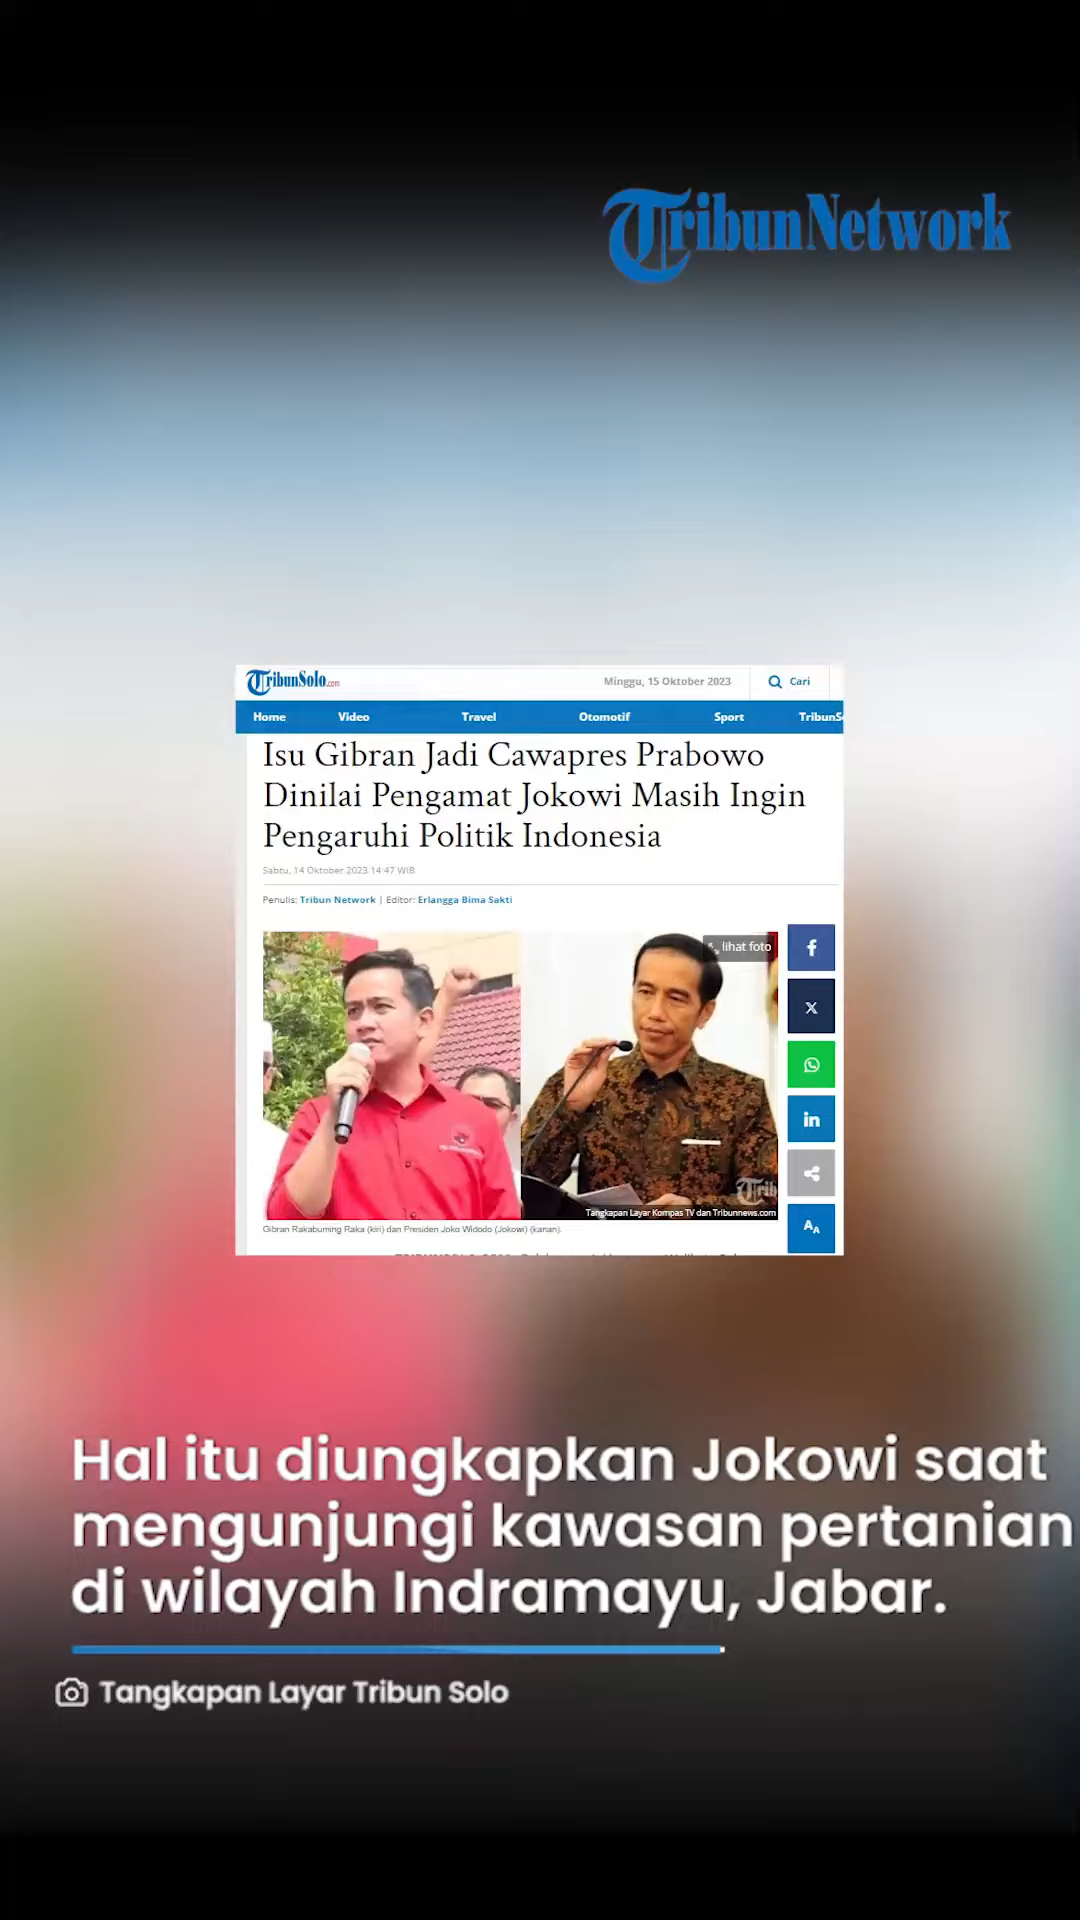 TribunNetwork
TribunSolo.com
Minggu, 15 Oktober 2023
Cari
Home Video Travel Otomotif Sport TribunS
Isu Gibran Jadi Cawapres Prabowo
Dinilai Pengamat Jokowi Masih Ingin
Pengaruhi Politik Indonesia
Sabtu, 14 Oktober 2023 14:47 WIB
Penulis: Tribun Network | Editor: Erlangga Bima Sakti
lihat foto
Trib
Tangkapan Layar Kompas TV dan Tribunnews.com
Gibran Rakabuming Raka (kiri) dan Presiden Joko Widodo (Jokowi) (kanan).
Hal itu diungkapkan Jokowi saat
mengunjungi kawasan pertanian
di wilayah Indramayu, Jabar.
Tangkapan Layar Tribun Solo